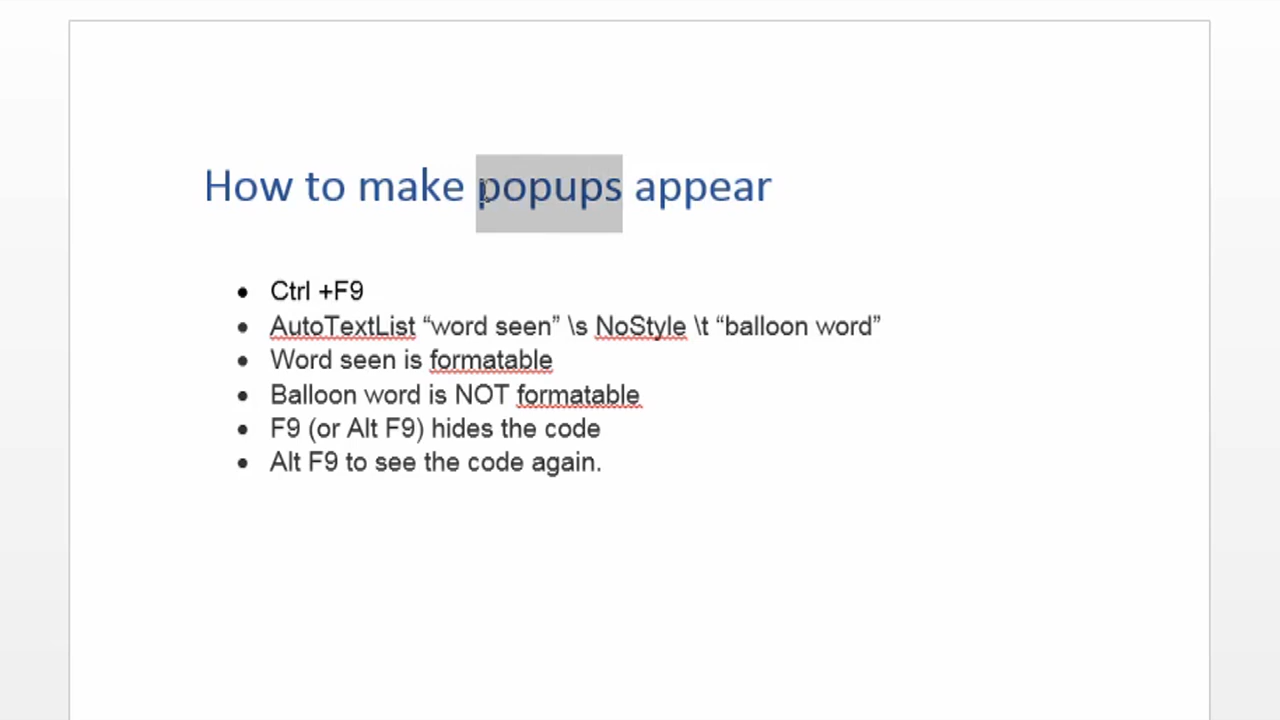 How to make popups appear
• Ctrl +F9
• AutoTextList “word seen” \s NoStyle \t “balloon word”
• Word seen is formatable
• Balloon word is NOT formatable
• F9 (or Alt F9) hides the code
• Alt F9 to see the code again.